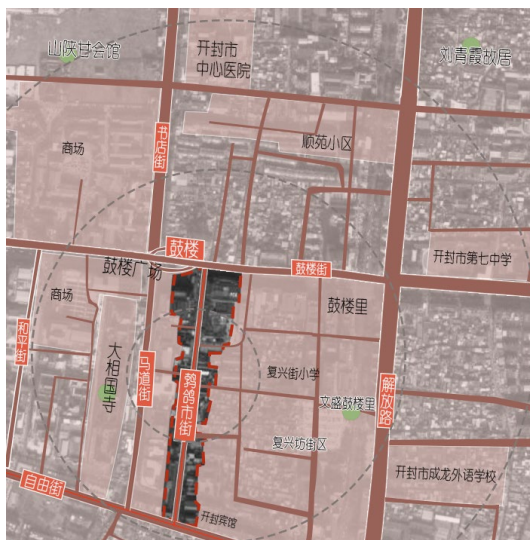 山陕甘会馆
开封市
中心医院
刘青霞故居
书店街
商场
顺苑小区
鼓楼
鼓楼广场
鼓楼街
开封市第七中学
商场
鼓楼里
和平街
大相国寺
马道街
鹁鸽市街
复兴街小学
解放路
文盛鼓楼里
复兴坊街区
自由街
开封市成龙外语学校
开封宾馆